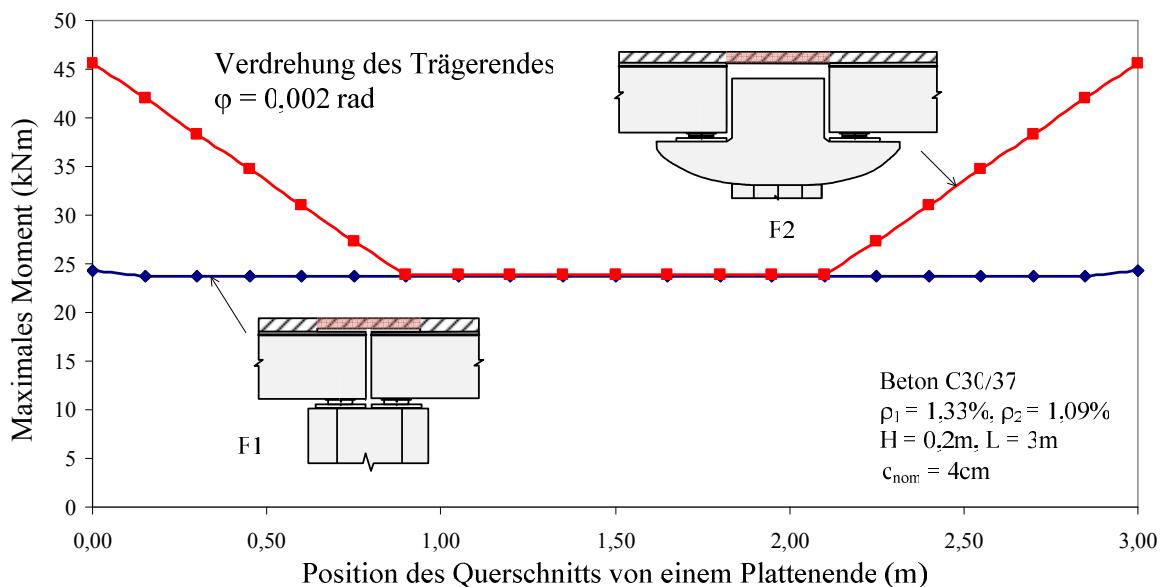 Maximales Moment (kNm)
50
45
40
35
30
25
20
15
10
5
0
Verdrehung des Trägerendes
φ = 0,002 rad
F2
F1
Beton C30/37
ρ1 = 1,33%, ρ2 = 1,09%
H = 0,2m, L = 3m
cnom = 4cm
0,00 0,50 1,00 1,50 2,00 2,50 3,00
Position des Querschnitts von einem Plattenende (m)